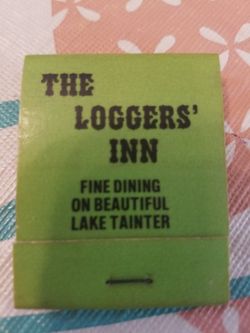 THE
LOGGERS'
INN
FINE DINING
ON BEAUTIFUL
LAKE TAINTER